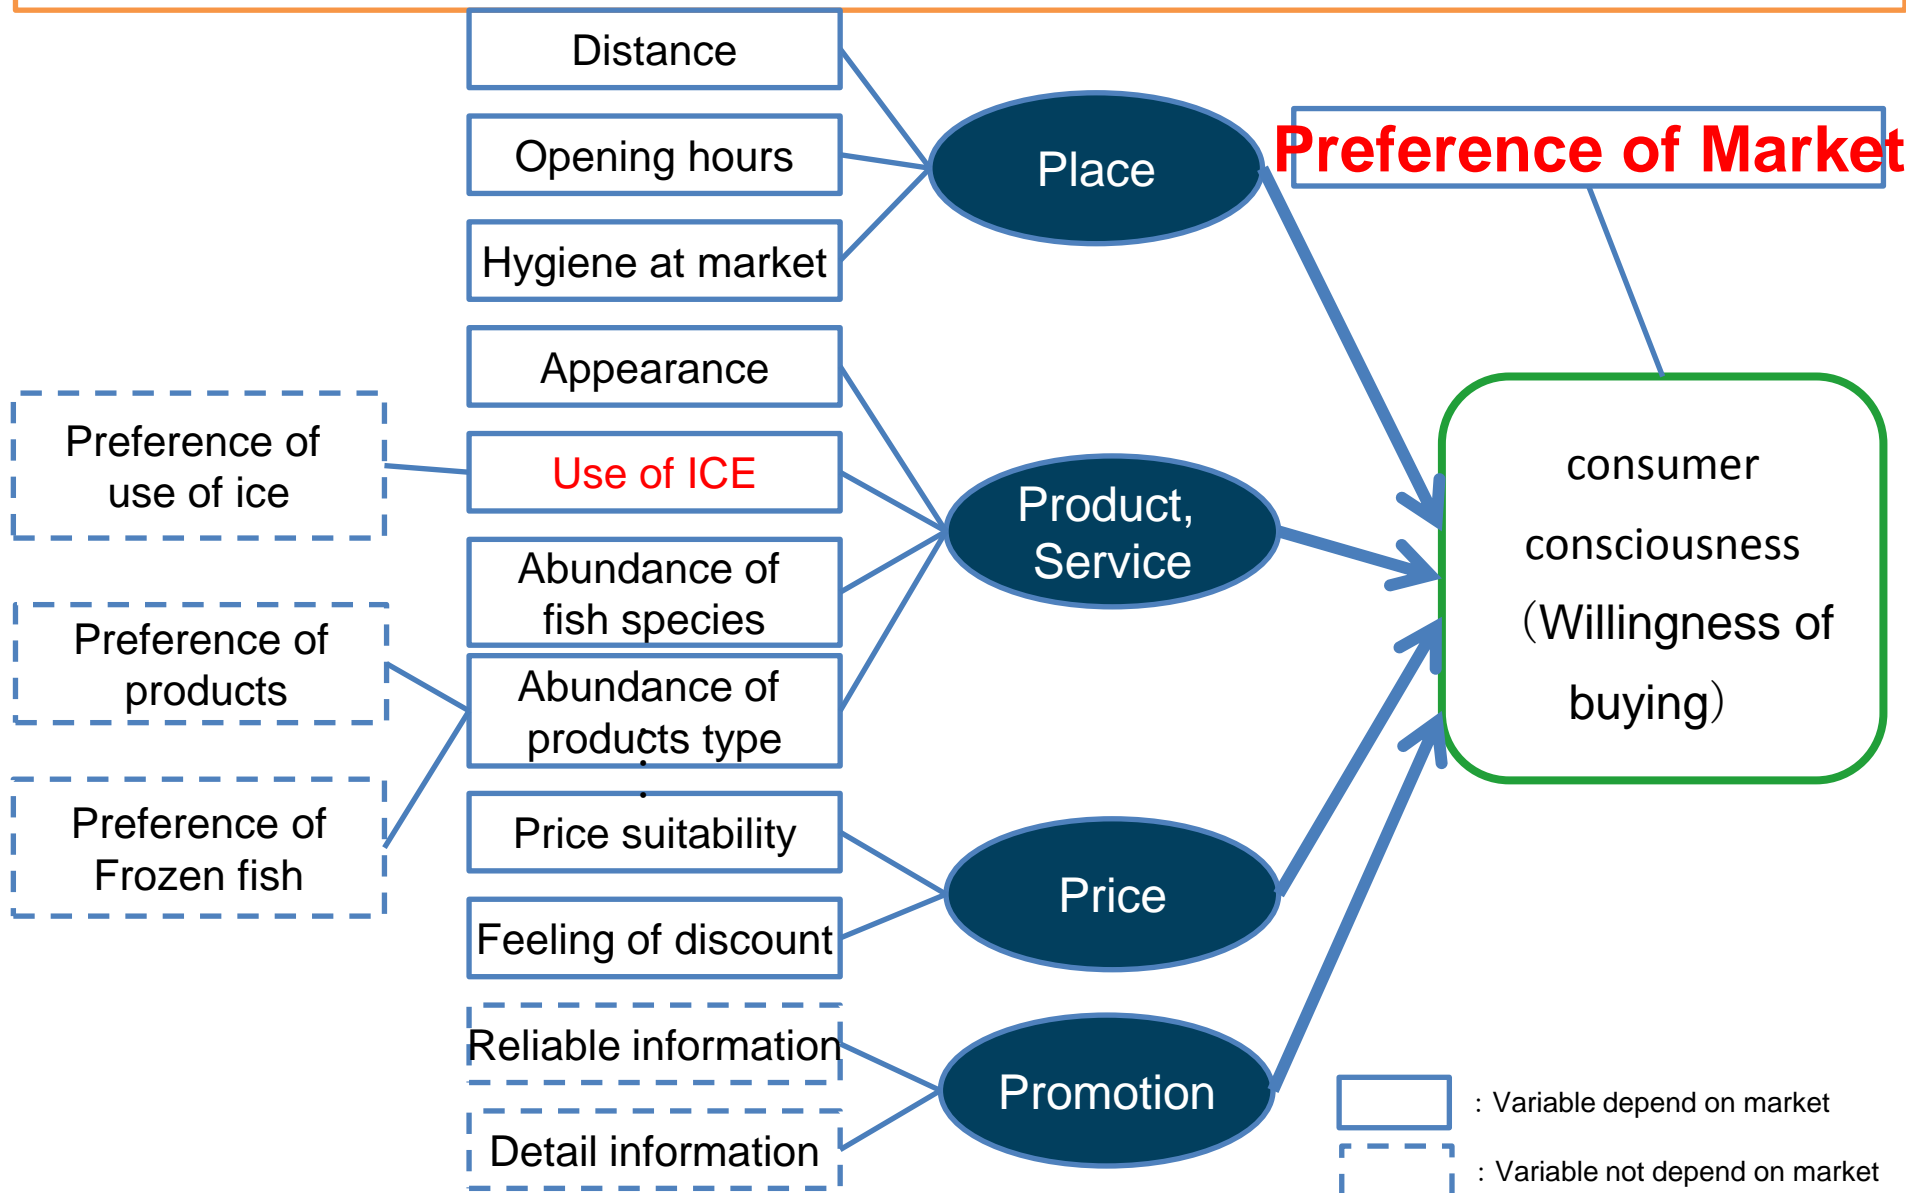 Distance
Opening hours
Hygiene at market
Appearance
Use of ICE
Abundance of
fish species
Abundance of
products type
Price suitability
Feeling of discount
Reliable information
Detail information
Preference of
use of ice
Preference of
products
Preference of
Frozen fish
Place
Product,
Service
Price
Promotion
Preference of Market
consumer
consciousness
（Willingness of
buying）
: Variable depend on market
: Variable not depend on market